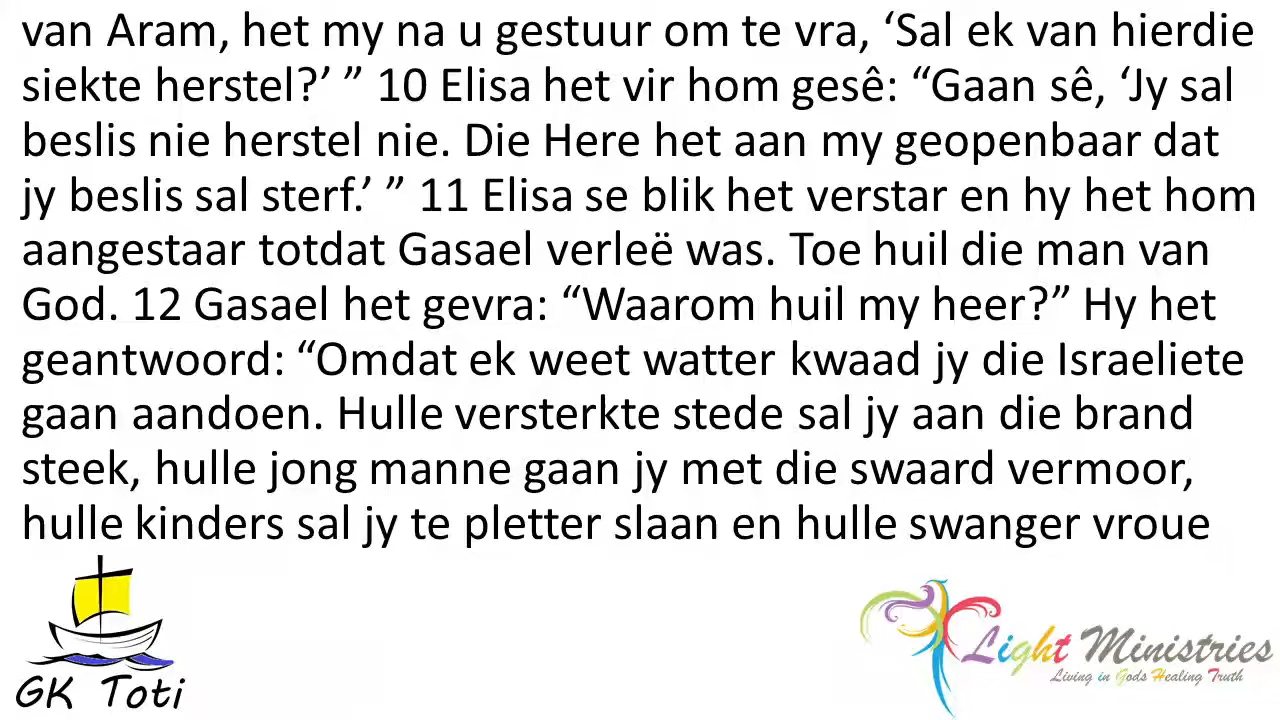 van Aram, het my na u gestuur om te vra, ‘Sal ek van hierdie
siekte herstel?’ ” 10 Elisa het vir hom gesê: “Gaan sê, ‘Jy sal
beslis nie herstel nie. Die Here het aan my geopenbaar dat
jy beslis sal sterf.’ ” 11 Elisa se blik het verstar en hy het hom
aangestaar totdat Gasael verleë was. Toe huil die man van
God. 12 Gasael het gevra: “Waarom huil my heer?” Hy het
geantwoord: “Omdat ek weet watter kwaad jy die Israeliete
gaan aandoen. Hulle versterkte stede sal jy aan die brand
steek, hulle jong manne gaan jy met die swaard vermoor,
hulle kinders sal jy te pletter slaan en hulle swanger vroue
GK Toti
Light Ministries
Living in Gods Healing Truth